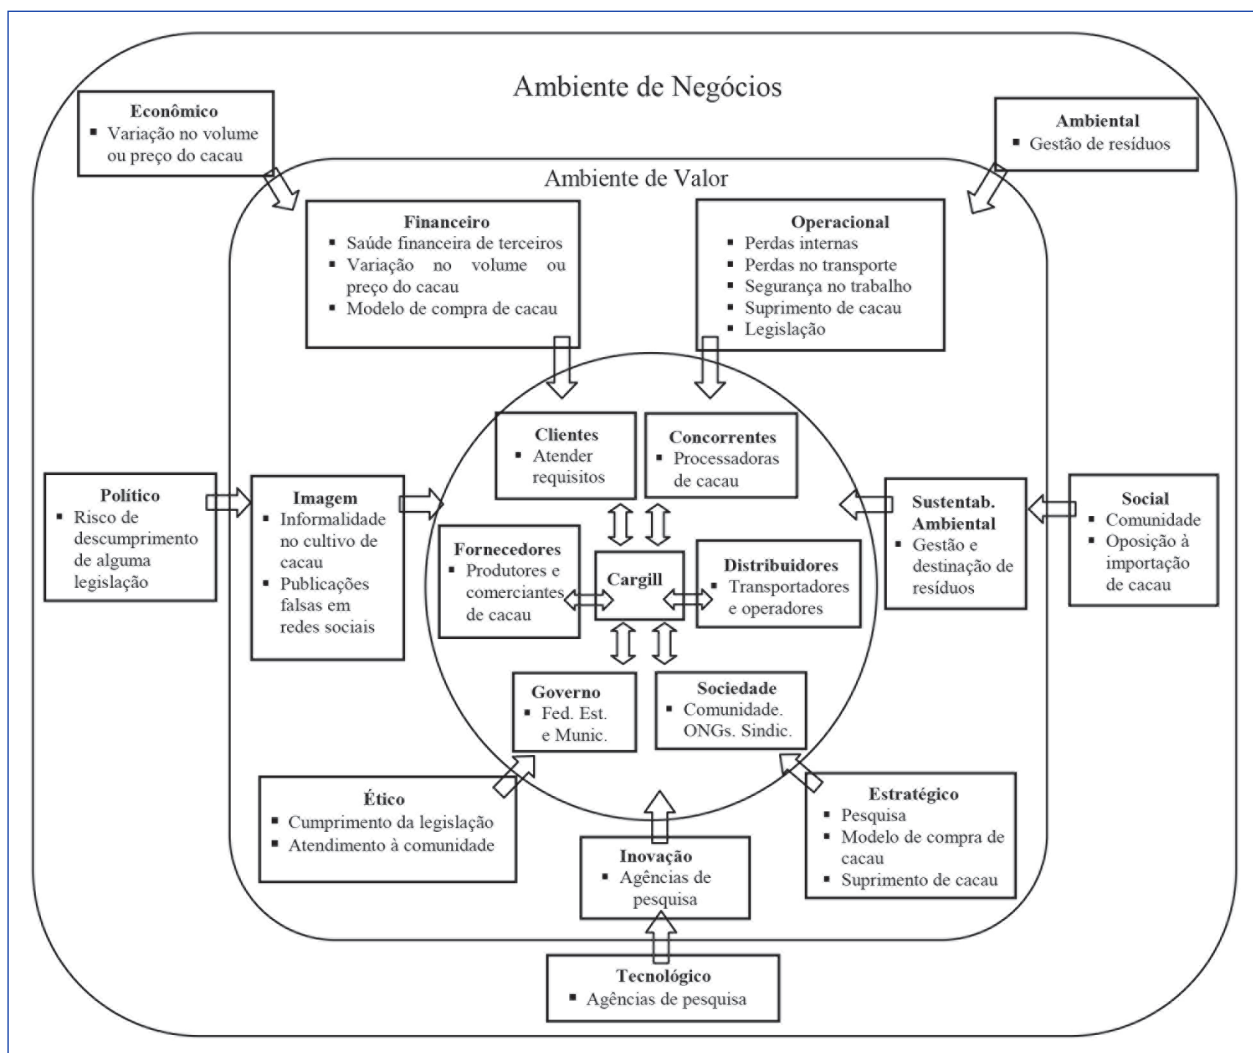 Ambiente de Negócios
Econômico
▪ Variação no volume
ou preço do cacau
Ambiental
▪ Gestão de resíduos
Ambiente de Valor
Financeiro
▪ Saúde financeira de terceiros
▪ Variação no volume ou
preço do cacau
▪ Modelo de compra de cacau
Operacional
▪ Perdas internas
▪ Perdas no transporte
▪ Segurança no trabalho
▪ Suprimento de cacau
▪ Legislação
Clientes
▪ Atender
requisitos
Concorrentes
▪ Processadoras
de cacau
Político
▪ Risco de
descumprimento
de alguma
legislação
Imagem
▪ Informalidade
no cultivo de
cacau
▪ Publicações
falsas em
redes sociais
Fornecedores
▪ Produtores e
comerciantes
de cacau
Cargill
Distribuidores
▪ Transportadores
e operadores
Sustentab.
Ambiental
▪ Gestão e
destinação de
resíduos
Social
▪ Comunidade
▪ Oposição à
importação
de cacau
Governo
▪ Fed. Est.
e Munic.
Sociedade
▪ Comunidade.
ONGs. Sindic.
Ético
▪ Cumprimento da legislação
▪ Atendimento à comunidade
Estratégico
▪ Pesquisa
▪ Modelo de compra de
cacau
▪ Suprimento de cacau
Inovação
▪ Agências de
pesquisa
Tecnológico
▪ Agências de pesquisa